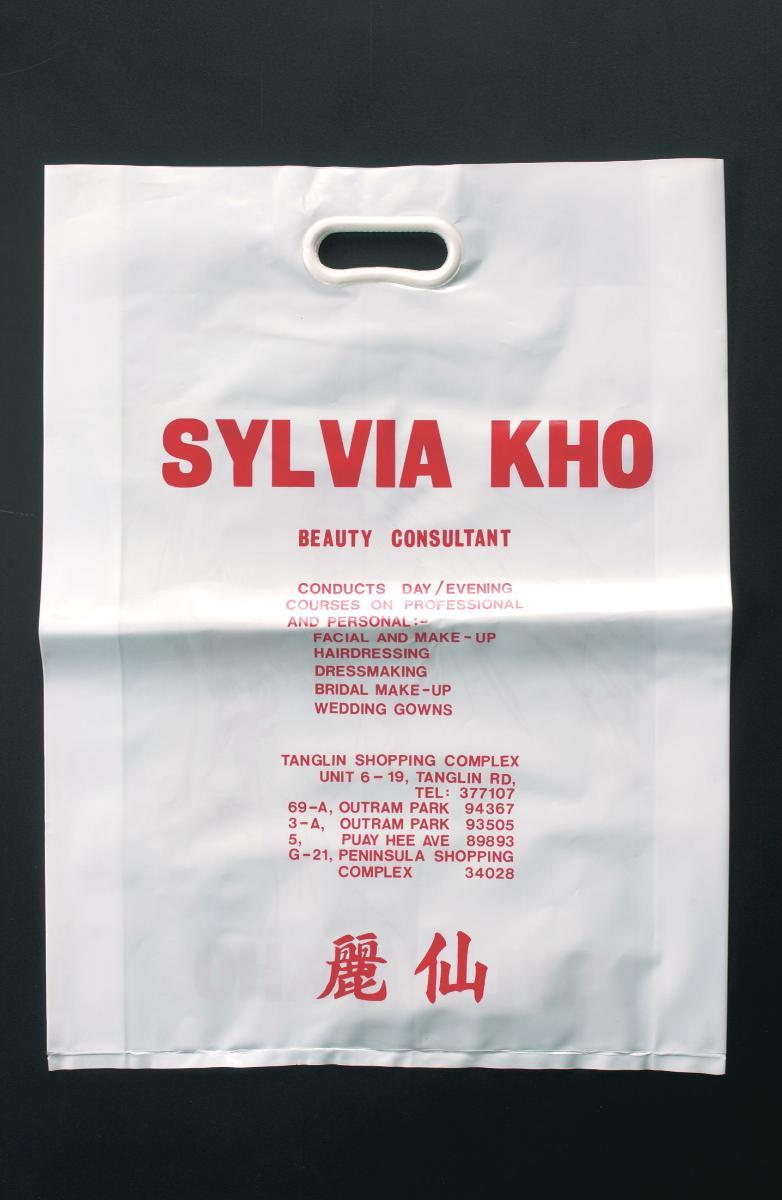 SYLVIA KHO
BEAUTY CONSULTANT
CONDUCTS DAY/EVENING
COURSES ON PROFESSIONAL
AND PERSONAL:-
FACIAL AND MAKE-UP
HAIRDRESSING
DRESSMAKING
BRIDAL MAKE-UP
WEDDING GOWNS
TANGLIN SHOPPING COMPLEX
UNIT 6-19, TANGLIN RD,
TEL: 377107
69-A, OUTRAM PARK 94367
3-A, OUTRAM PARK 93505
5, PUAY HEE AVE 89893
G-21, PENINSULA SHOPPING
COMPLEX 34028
麗仙